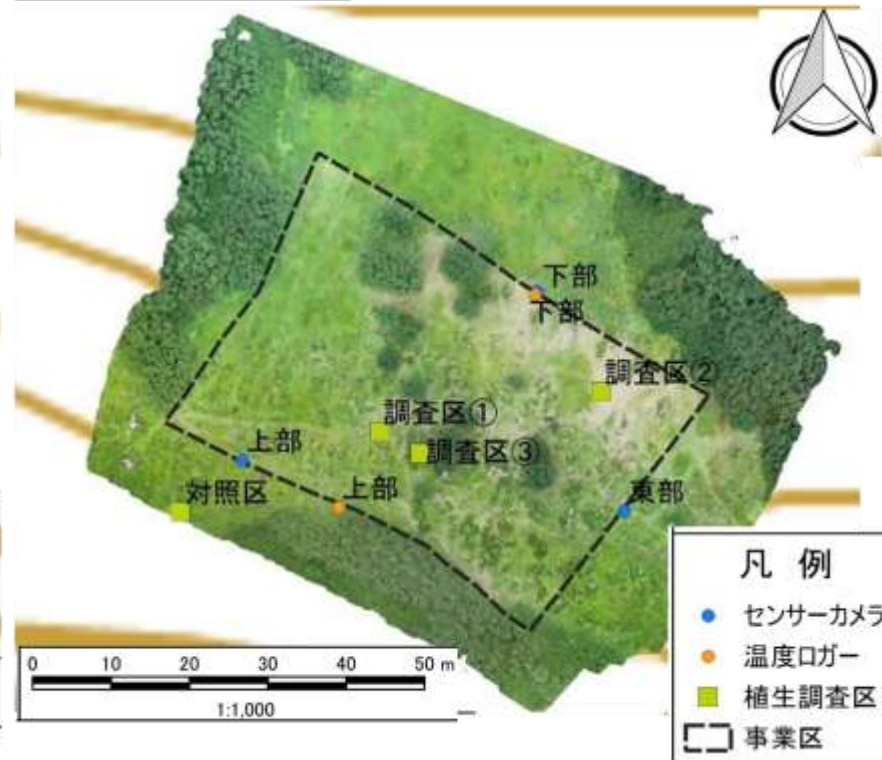 下部
下部
調査区②
調査区①
調査区③
上部
上部
対照区
東部
0 10 20 30 40 50 m
1:1,000
凡 例
センサーカメラ
温度ロガー
植生調査区
事業区